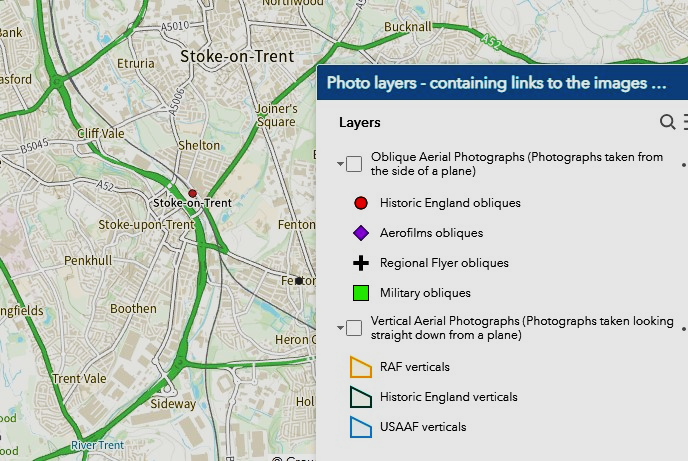 Northwood
Bank
A5010
Bucknall
A52
Stoke-on-Trent
Etruria
asford
A5006
Joiner's
Square
Cliff Vale
Shelton
B5045
A52
Stoke-on-Trent
Stoke-upon-Trent
Fenton
Penkhull
Fenton
ngfields
Boothen
Heron C
Trent Vale
Sideway
Hol
ood
ood
River Trent
Photo layers - containing links to the images ...
Layers
Oblique Aerial Photographs (Photographs taken from
the side of a plane)
Historic England obliques
Aerofilms obliques
Regional Flyer obliques
Military obliques
Vertical Aerial Photographs (Photographs taken looking
straight down from a plane)
RAF verticals
Historic England verticals
USAAF verticals